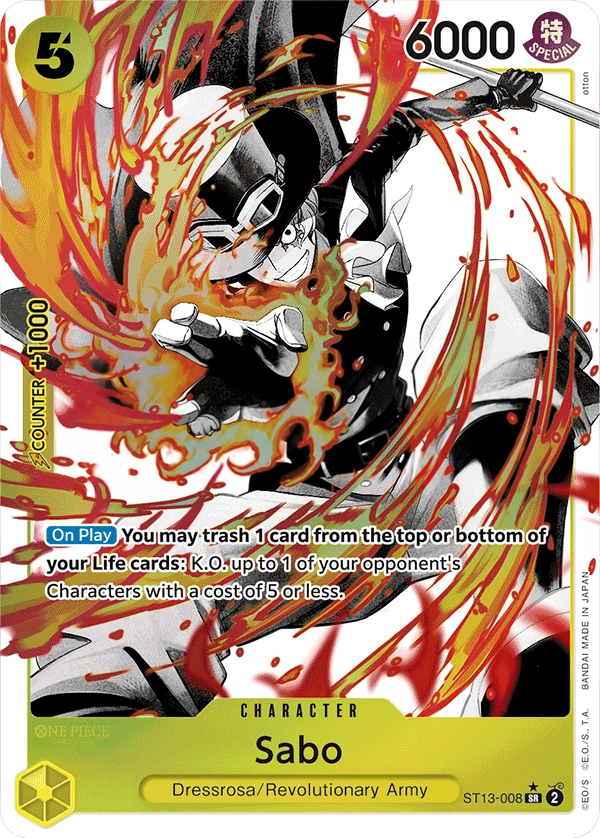 5
6000
特
SPECIAL
otton
COUNTER +1000
On Play You may trash 1 card from the top or bottom of
your Life cards: K.O. up to 1 of your opponent's
Characters with a cost of 5 or less.
CHARACTER
ONE PIECE
CARD GAME
Sabo
Dressrosa/Revolutionary Army
ST13-008 ★ SR 2
©E.O/S ©E.O./S., T.A. BANDAI MADE IN JAPAN